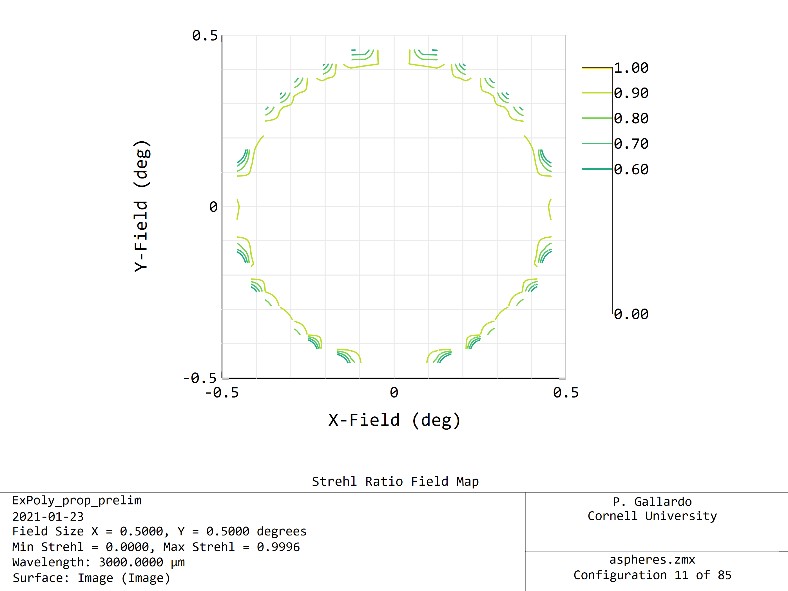 0.5
0
-0.5
Y-Field (deg)
-0.5
0
0.5
X-Field (deg)
1.00
0.90
0.80
0.70
0.60
0.00
Strehl Ratio Field Map
ExPoly_prop_prelim
2021-01-23
Field Size X = 0.5000, Y = 0.5000 degrees
Min Strehl = 0.0000, Max Strehl = 0.9996
Wavelength: 3000.0000 µm
Surface: Image (Image)
P. Gallardo
Cornell University
aspheres.zmx
Configuration 11 of 85